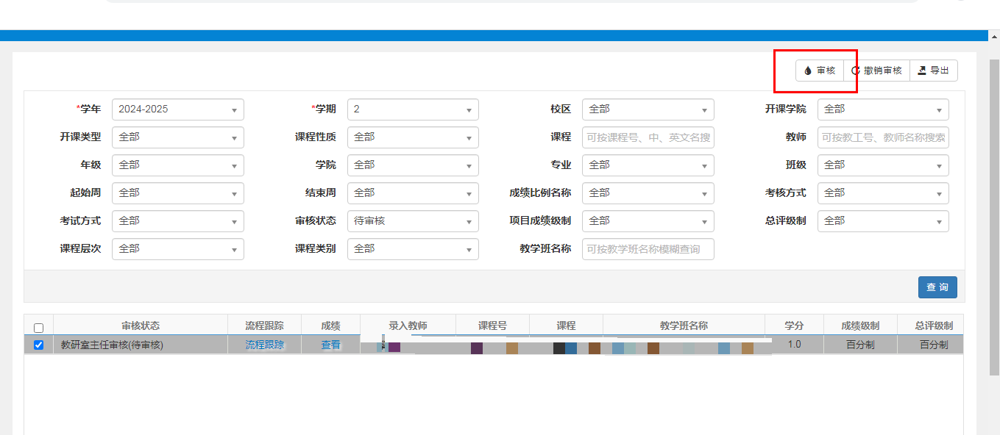 审核 撤销审核 导出
*学年 2024-2025 *学期 2 校区 全部 开课学院 全部
开课类型 全部 课程性质 全部 课程 可按课程号、中、英文名搜 教师 可按教工号、教师名称搜索
年级 全部 学院 全部 专业 全部 班级 全部
起始周 全部 结束周 全部 成绩比例名称 全部 考核方式 全部
考试方式 全部 审核状态 待审核 项目成绩级制 全部 总评级制 全部
课程层次 全部 课程类别 全部 教学班名称 可按教学班名称模糊查询
查 询
审核状态 流程跟踪 成绩 录入教师 课程号 课程 教学班名称 学分 成绩级制 总评级制
教研室主任审核(待审核) 流程跟踪 查看 1.0 百分制 百分制